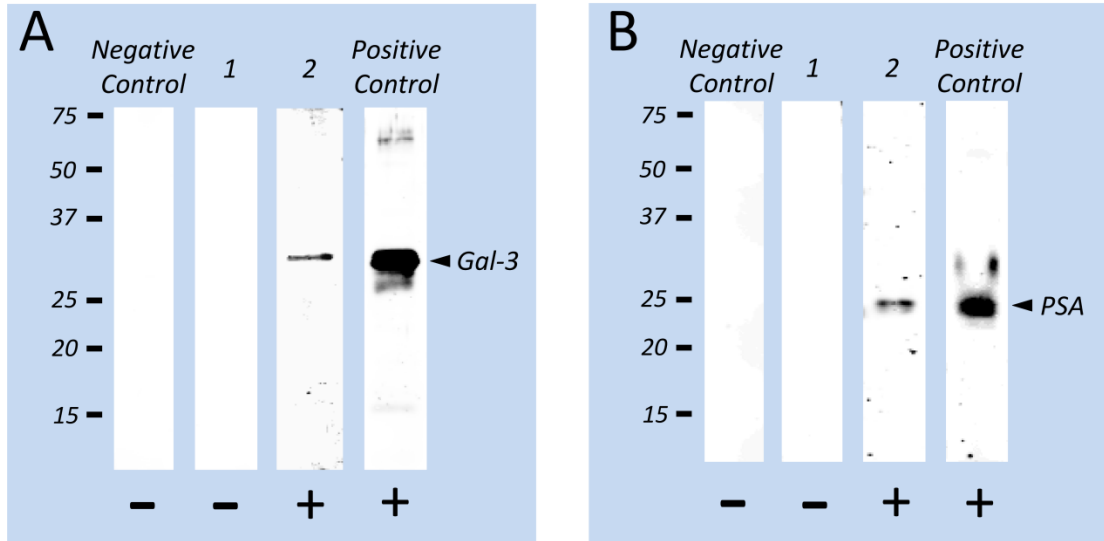 A
Negative
Control
1
2
Positive
Control
75
50
37
25
20
15
Gal-3
− − + +
B
Negative
Control
1
2
Positive
Control
75
50
37
25
20
15
PSA
− − + +